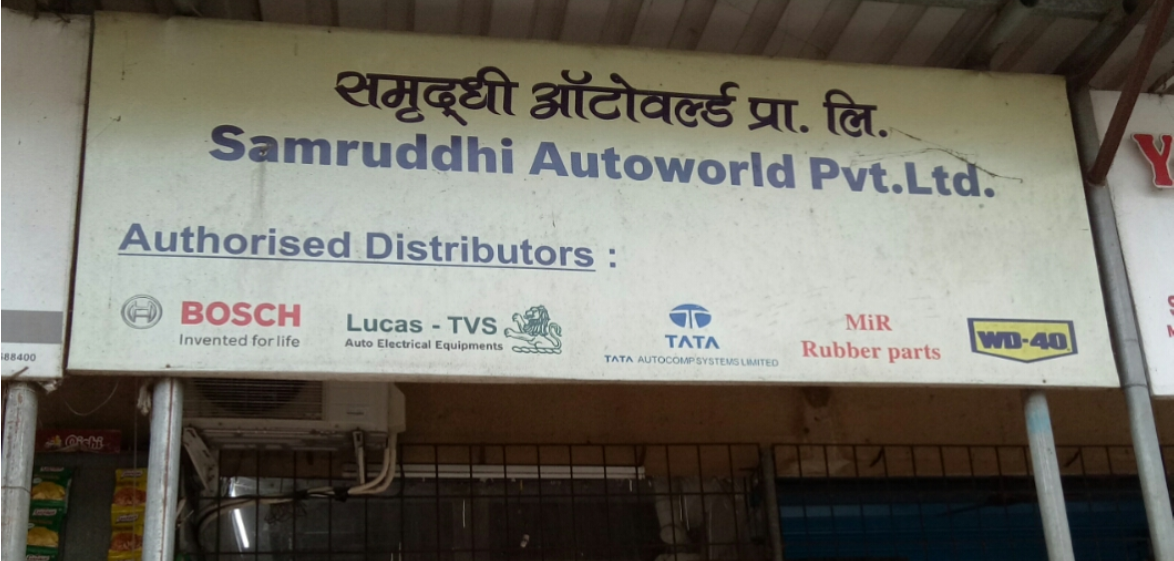 समृद्धी ऑटोवर्ल्ड प्रा. लि.
Samruddhi Autoworld Pvt.Ltd.
Authorised Distributors :
BOSCH
Invented for life
Lucas - TVS
Auto Electrical Equipments
TATA
TATA AUTOCOMP SYSTEMS LIMITED
MiR
Rubber parts
WD-40
88400
Y